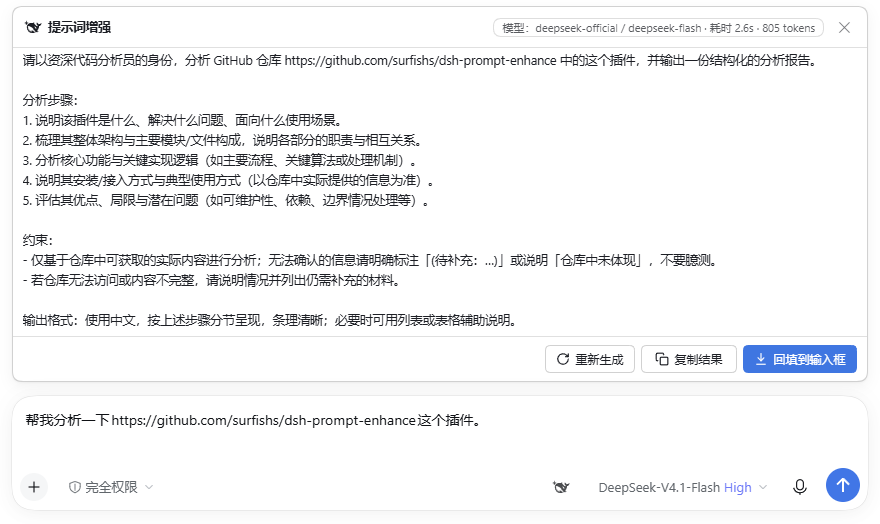 提示词增强
模型：deepseek-official / deepseek-flash · 耗时 2.6s · 805 tokens
请以资深代码分析员的身份，分析 GitHub 仓库 https://github.com/surfishs/dsh-prompt-enhance 中的这个插件，并输出一份结构化的分析报告。
分析步骤：
1. 说明该插件是什么、解决什么问题、面向什么使用场景。
2. 梳理其整体架构与主要模块/文件构成，说明各部分的职责与相互关系。
3. 分析核心功能与关键实现逻辑（如主要流程、关键算法或处理机制）。
4. 说明其安装/接入方式与典型使用方式（以仓库中实际提供的信息为准）。
5. 评估其优点、局限与潜在问题（如可维护性、依赖、边界情况处理等）。
约束：
- 仅基于仓库中可获取的实际内容进行分析；无法确认的信息请明确标注「(待补充：...)」或说明「仓库中未体现」，不要臆测。
- 若仓库无法访问或内容不完整，请说明情况并列出仍需补充的材料。
输出格式：使用中文，按上述步骤分节呈现，条理清晰；必要时可用列表或表格辅助说明。
重新生成
复制结果
回填到输入框
帮我分析一下https://github.com/surfishs/dsh-prompt-enhance这个插件。
完全权限
DeepSeek-V4.1-Flash High